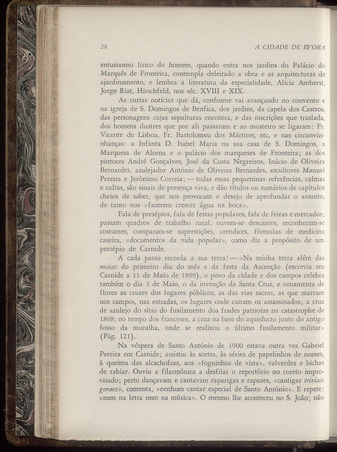 26 A CIDADE DE ÉVORA
entusiasmo lírico do homem, quando entra nos jardins do Palácio do
Marquês de Fronteira, contempla deleitado a obra e as arquitecturas de
ajardinamento, e lembra a literatura da especialidade, Alicia Amherst,
Jorge Riat, Hirschfeld, nos séc. XVIII e XIX.
As curtas notícias que dá, conforme vai avançando no convento e
na igreja de S. Domingos de Benfica, dos jardins, da capela dos Castros,
das personagens cujas sepulturas encontra, e das inscrições que traslada,
dos homens ilustres que por ali passaram e ao mosteiro se ligaram: Fr.
Vicente de Lisboa, Fr. Bartolomeu dos Mártires, etc, e nas circunvizi-
nhanças: a Infanta D. Isabel Maria na sua casa de S. Domingos, a
Marquesa de Alorna e o palácio dos marqueses de Fronteira; as dos
pintores André Gonçalves, José da Costa Negreiros, Inácio de Oliveira
Bernardes, azulejador António de Oliveira Bernardes, escultores Manuel
Pereira e Jerónimo Correia; — todas essas pequeninas referências, calmas
e cultas, são sinais de presença viva, e dão títulos ou sumários de capítulos
cheios de saber, que nos provocam o desejo de aprofundar o assunto,
de tanto nos «fazerem crescer água na boca».
Fala de presépios, fala de festas populares, fala de feiras e mercados;
passam quadros de trabalho rural, ouvem-se descantes, reconhecem-se
costumes, comparam-se superstições, crendices, fórmulas de medicina
caseira, «documentos da vida popular», como diz a propósito de um
presépio de Carnide.
A cada passo recorda a sua terra! — «Na minha terra além das
maias do primeiro dia do mês e da festa da Ascenção (escrevia em
Carnide a 11 de Maio de 1899), o povo da cidade e dos campos celebra
também o dia 3 de Maio, o da invenção da Santa Cruz, e ornamenta de
flores as cruzes dos lugares públicos, as das vias sacras, as que marcam
nos campos, nas estradas, os lugares onde cairam os assassinados; a cruz
de azulejo do sítio do fusilamento dos frades patriotas na catastrophe de
1808, no tempo dos franceses, a cruz na base do aqueducto junto do antigo
fosso da muralha, onde se realizou o último fusilamento militar»
(Pág. 121).
Na véspera de Santo António de 1900 estava outra vez Gabriel
Pereira em Carnide; assistiu às sortes, às séries de papelinhos de nomes,
à queima das alcachofras, aos «foguinhos de vista», valverdes e bichas
de rabiar. Ouviu a filarmónica a desfilar o reportório no coreto impro-
visado; perto dançavam e cantavam raparigas e rapazes, «cantigas triviais
geraes», comenta, «nenhum cantar especial de Santo António». E repete:
«nem na letra nem na música». O mesmo lhe aconteceu no S. João; não